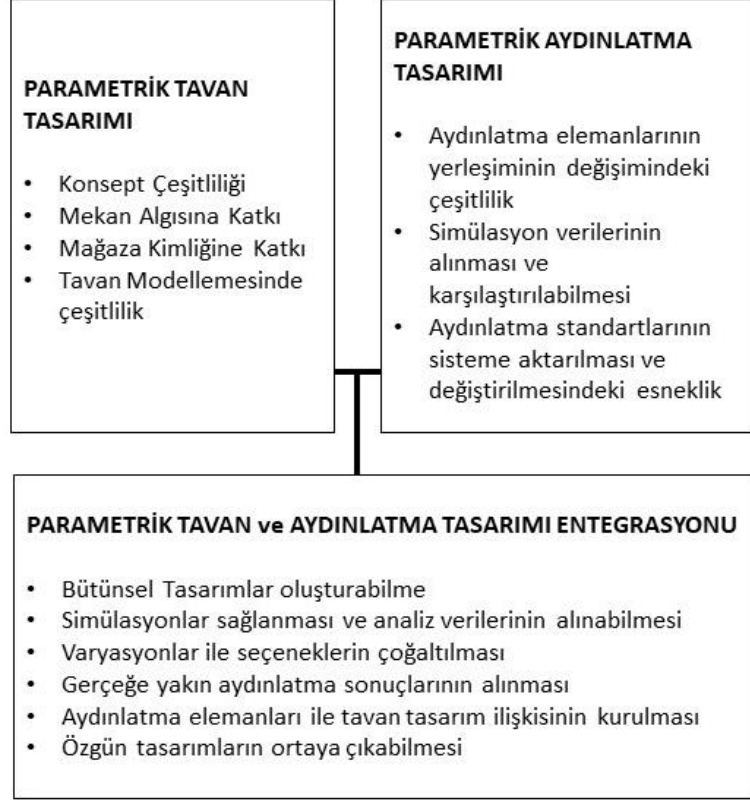 PARAMETRİK TAVAN
TASARIMI
• Konsept Çeşitliliği
• Mekan Algısına Katkı
• Mağaza Kimliğine Katkı
• Tavan Modellemesinde
çeşitlilik
PARAMETRİK AYDINLATMA
TASARIMI
• Aydınlatma elemanlarının
yerleşiminin değişimindeki
çeşitlilik
• Simülasyon verilerinin
alınması ve
karşılaştırılabilmesi
• Aydınlatma standartlarının
sisteme aktarılması ve
değiştirilmesindeki esneklik
PARAMETRİK TAVAN ve AYDINLATMA TASARIMI ENTEGRASYONU
• Bütünsel Tasarımlar oluşturabilme
• Simülasyonlar sağlanması ve analiz verilerinin alınabilmesi
• Varyasyonlar ile seçeneklerin çoğaltılması
• Gerçeğe yakın aydınlatma sonuçlarının alınması
• Aydınlatma elemanları ile tavan tasarım ilişkisinin kurulması
• Özgün tasarımların ortaya çıkabilmesi